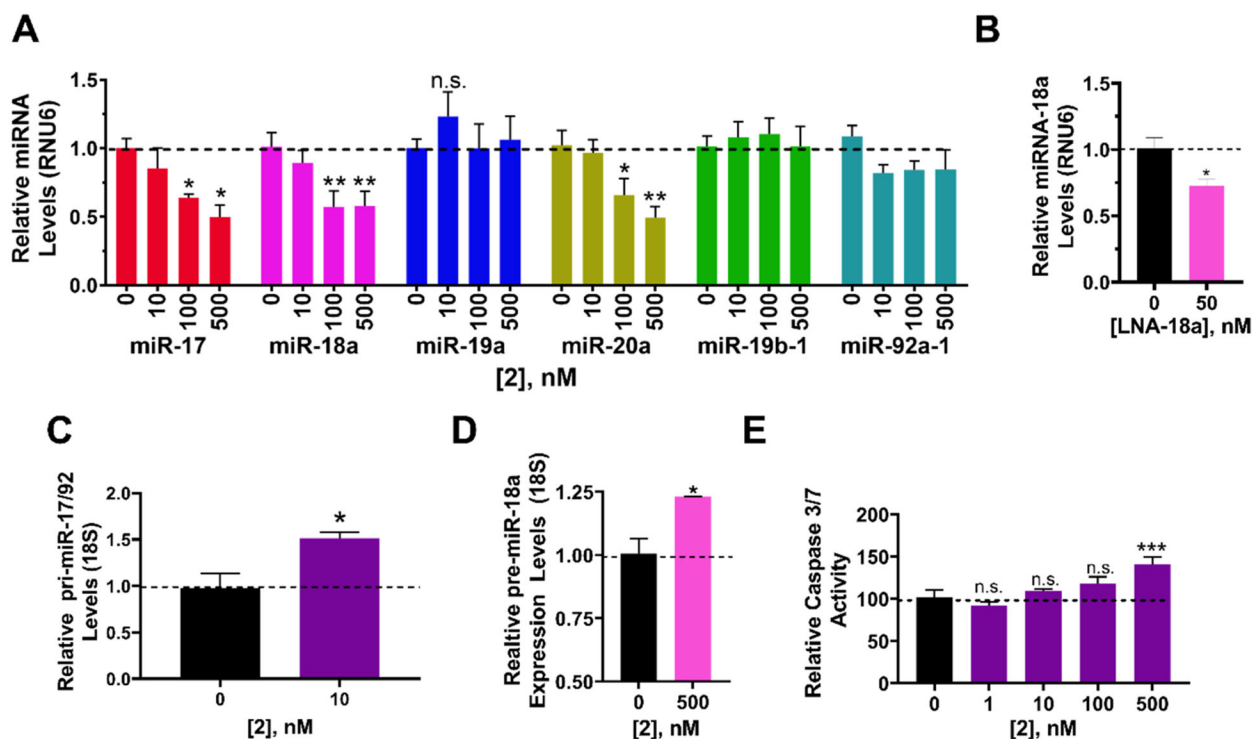 A
Relative miRNA
Levels (RNU6)
1.5
1.0
0.5
0.0
n.s.
* * ** ** * **
0 10 100 500 0 10 100 500 0 10 100 500 0 10 100 500 0 10 100 500 0 10 100 500
miR-17 miR-18a miR-19a miR-20a miR-19b-1 miR-92a-1
[2], nM
B
Relative miRNA-18a
Levels (RNU6)
1.5
1.0
0.5
0.0
*
0 50
[LNA-18a], nM
C
Relative pri-miR-17/92
Levels (18S)
2.0
1.5
1.0
0.5
0.0
*
0 10
[2], nM
D
Realtive pre-miR-18a
Expression Levels (18S)
1.25
1.00
0.75
0.50
*
0 500
[2], nM
E
Relative Caspase 3/7
Activity
200
150
100
50
0
n.s. n.s. n.s. ***
0 1 10 100 500
[2], nM